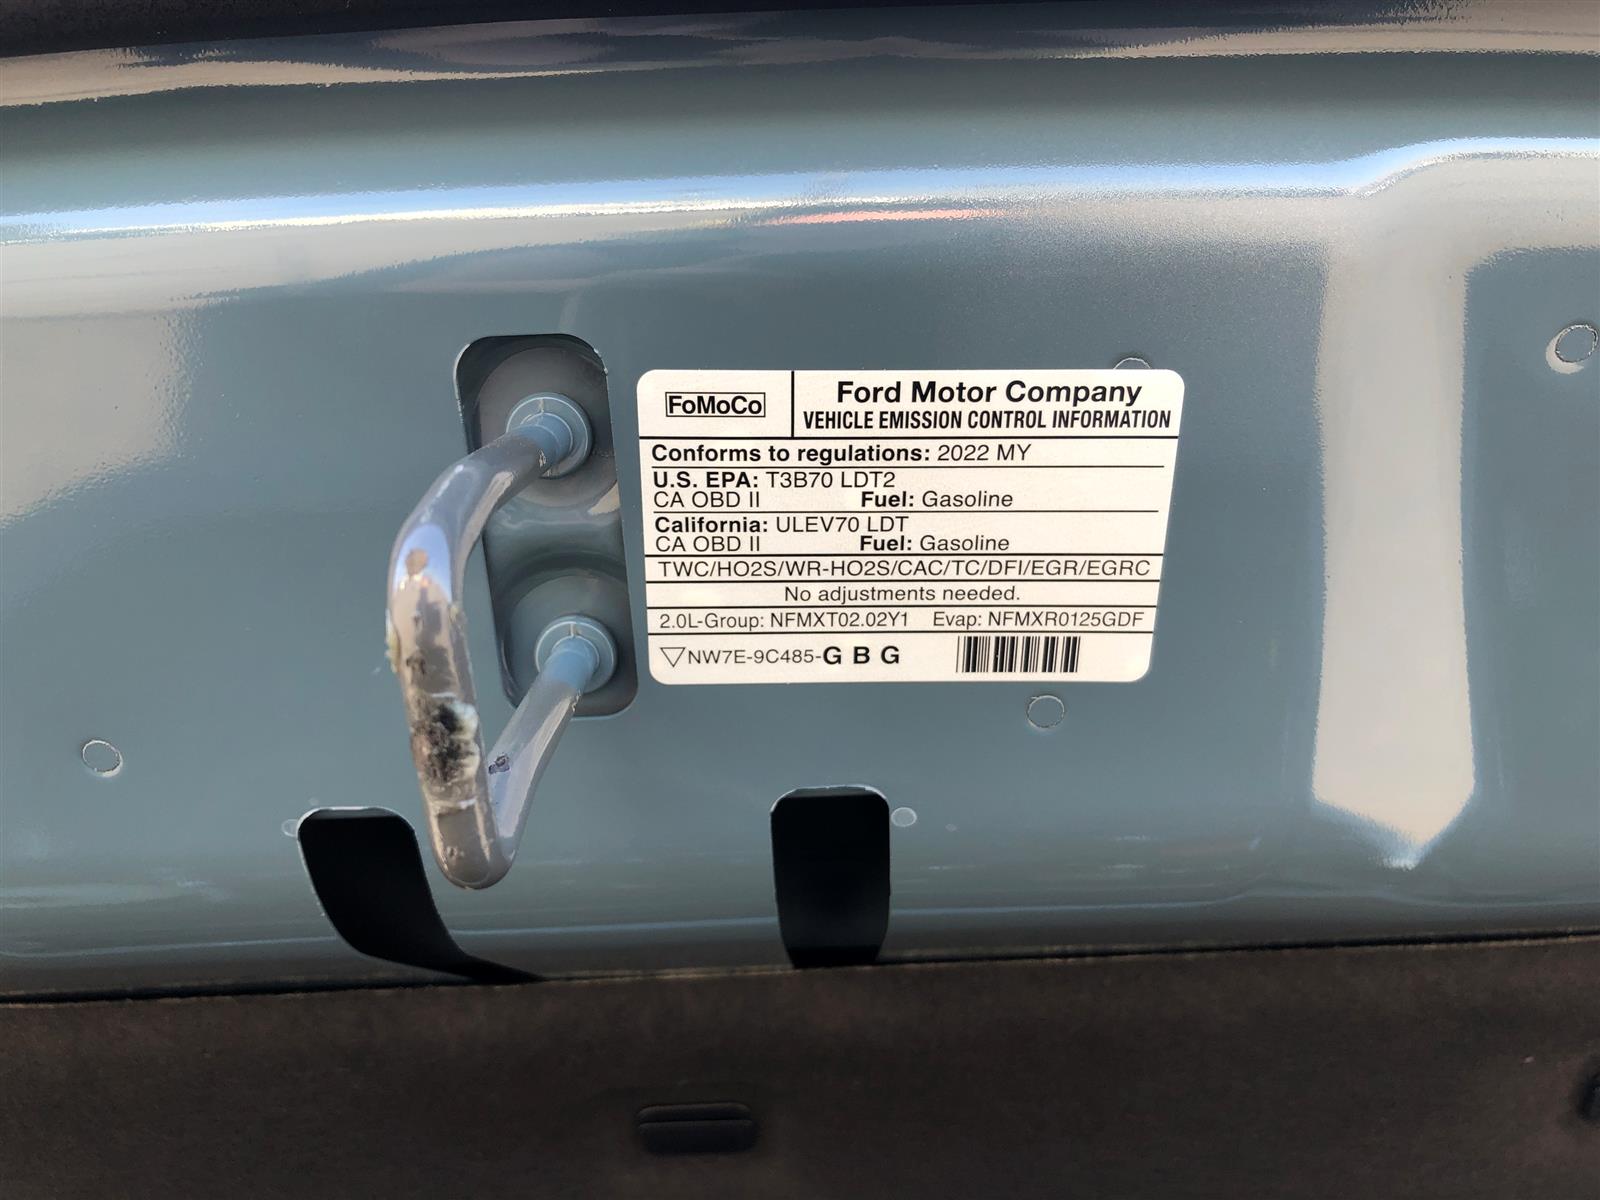 FoMoCo
Ford Motor Company
VEHICLE EMISSION CONTROL INFORMATION
Conforms to regulations: 2022 MY
U.S. EPA: T3B70 LDT2
CA OBD II Fuel: Gasoline
California: ULEV70 LDT
CA OBD II Fuel: Gasoline
TWC/HO2S/WR-HO2S/CAC/TC/DFI/EGR/EGRC
No adjustments needed.
2.0L-Group: NFMXT02.02Y1 Evap: NFMXR0125GDF
NW7E-9C485-G B G